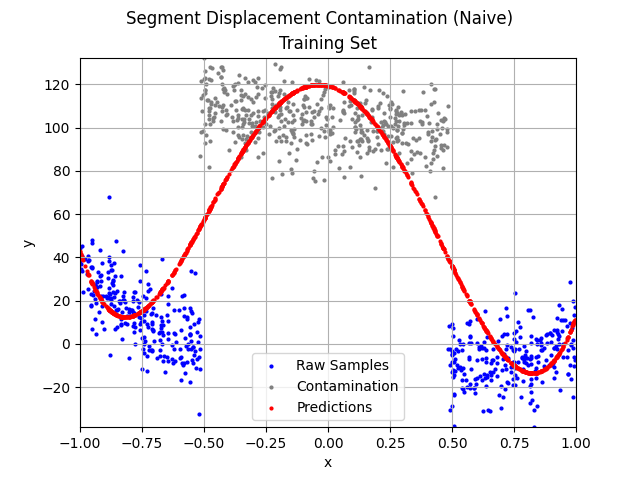 Segment Displacement Contamination (Naive)
Training Set
y
120
100
80
60
40
20
0
−20
Raw Samples
Contamination
Predictions
−1.00 −0.75 −0.50 −0.25 0.00 0.25 0.50 0.75 1.00
x